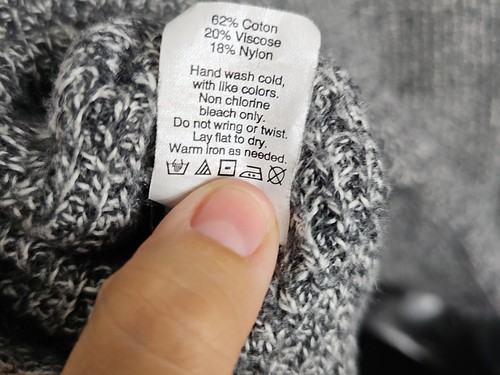 62% Coton
20% Viscose
18% Nylon
Hand wash cold,
with like colors.
Non chlorine
bleach only.
Do not wring or twist.
Lay flat to dry.
Warm Iron as needed.